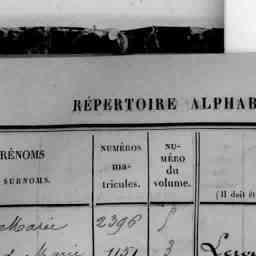 RÉPERTOIRE ALPHAB
RÉNOMS
SURNOMS.
NUMÉROS
ma-
tricules.
NU-
MÉRO
du
volume.
(Il doit êt
Marie 2396 5
Marie 1151 3